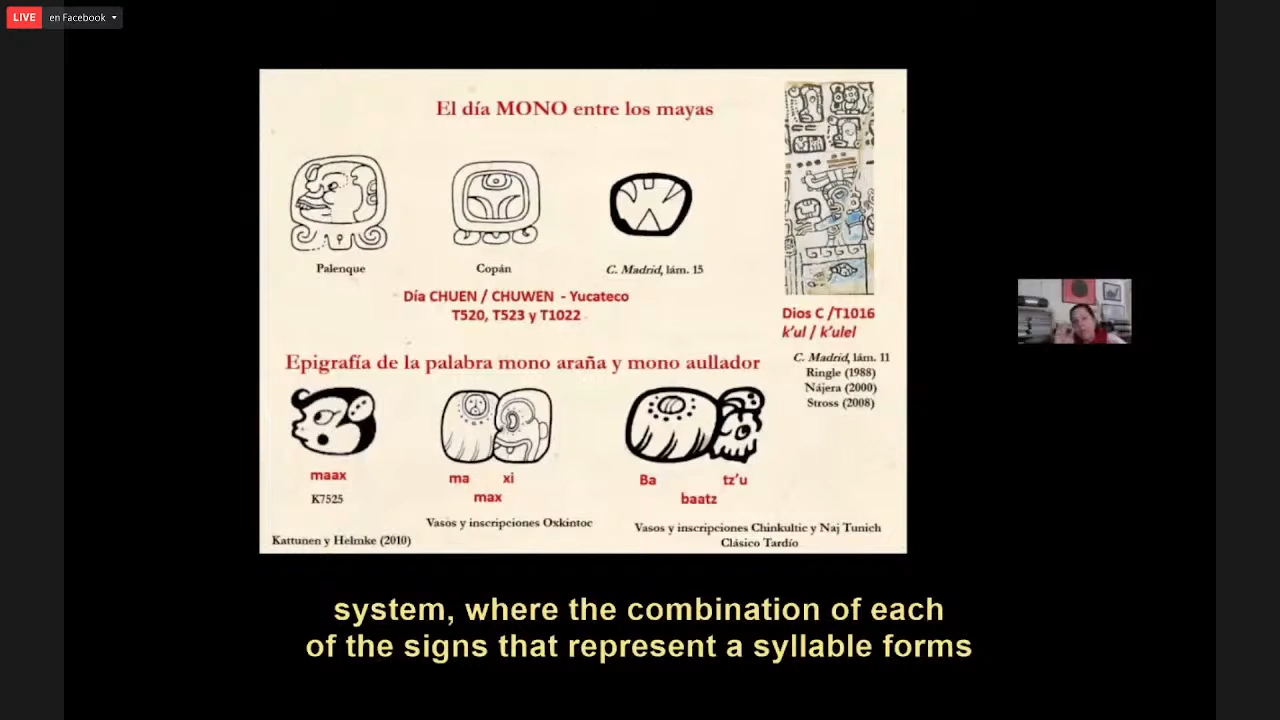 LIVE en Facebook
El día MONO entre los mayas
Palenque
Copán
C. Madrid, lám. 15
Día CHUEN / CHUWEN - Yucateco
T520, T523 y T1022
Dios C /T1016
k'ul / k'ulel
C. Madrid, lám. 11
Ringle (1988)
Nájera (2000)
Stross (2008)
Epigrafía de la palabra mono araña y mono aullador
maax
K7525
ma xi
max
Vasos y inscripciones Oxkintoc
Ba tz'u
baatz
Vasos y inscripciones Chinkultic y Naj Tunich
Clásico Tardío
Kattunen y Helmke (2010)
system, where the combination of each
of the signs that represent a syllable forms